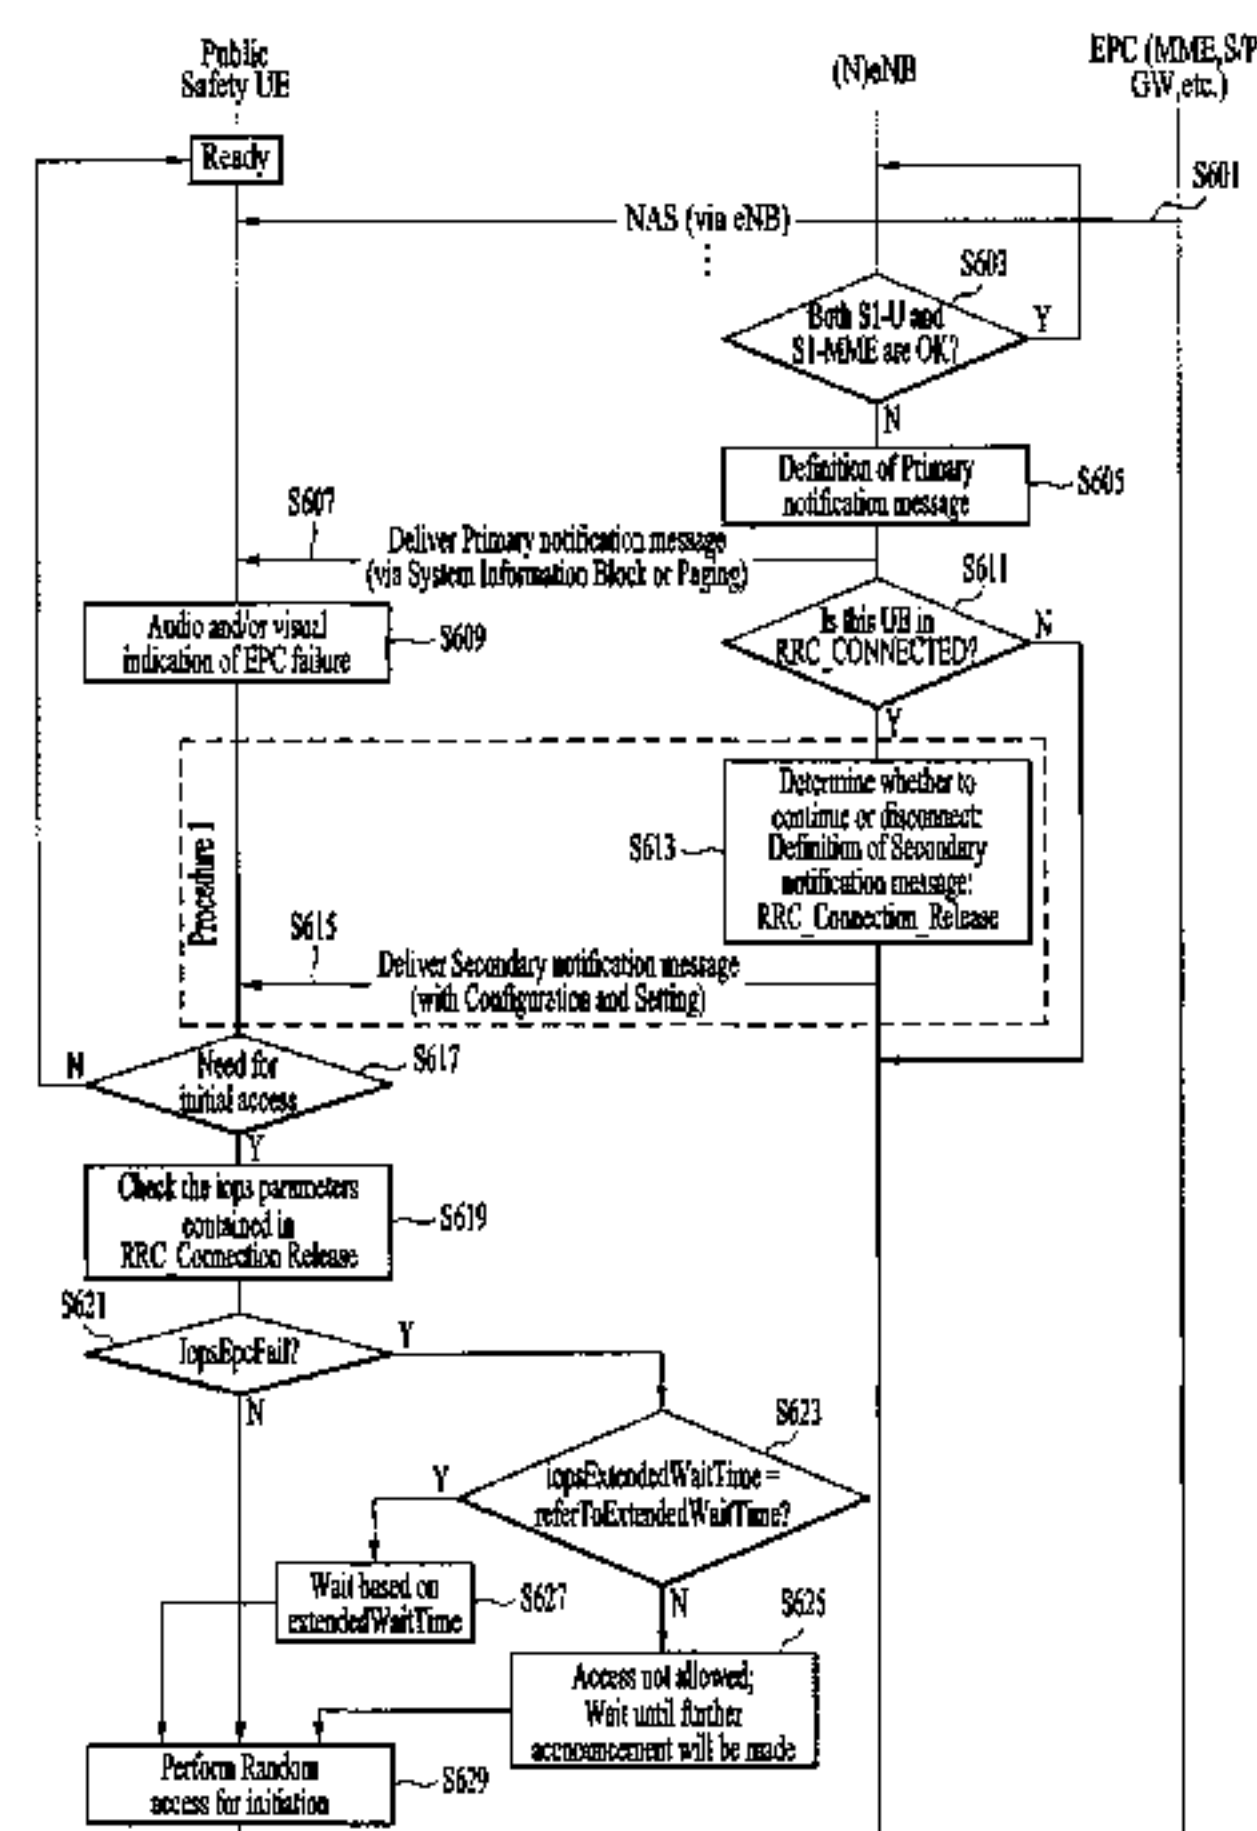 Public
Safety UE
(N)eNB
EPC (MME,S/P
GW,etc.)
Ready
S601
NAS (via eNB)
S603
Both S1-U and
S1-MME are OK?
Y
N
Definition of Primary
notification message
S605
S607
Deliver Primary notification message
(via System Information Block or Paging)
S611
Is this UE in
RRC_CONNECTED?
N
Y
Audio and/or visual
indication of EPC failure
S609
Procedure 1
Determine whether to
continue or disconnect:
Definition of Secondary
notification message:
RRC_Connection_Release
S613
S615
Deliver Secondary notification message
(with Configuration and Setting)
N
Need for
initial access
S617
Y
Check the iops parameters
contained in
RRC_Connection Release
S619
S621
IopsEpcFail?
Y
N
S623
iopsExtendedWaitTime =
referToExtendedWaitTime?
Y
N
Wait based on
extendedWaitTime
S627
S625
Access not allowed;
Wait until further
announcement will be made
Perform Random
access for initiation
S629